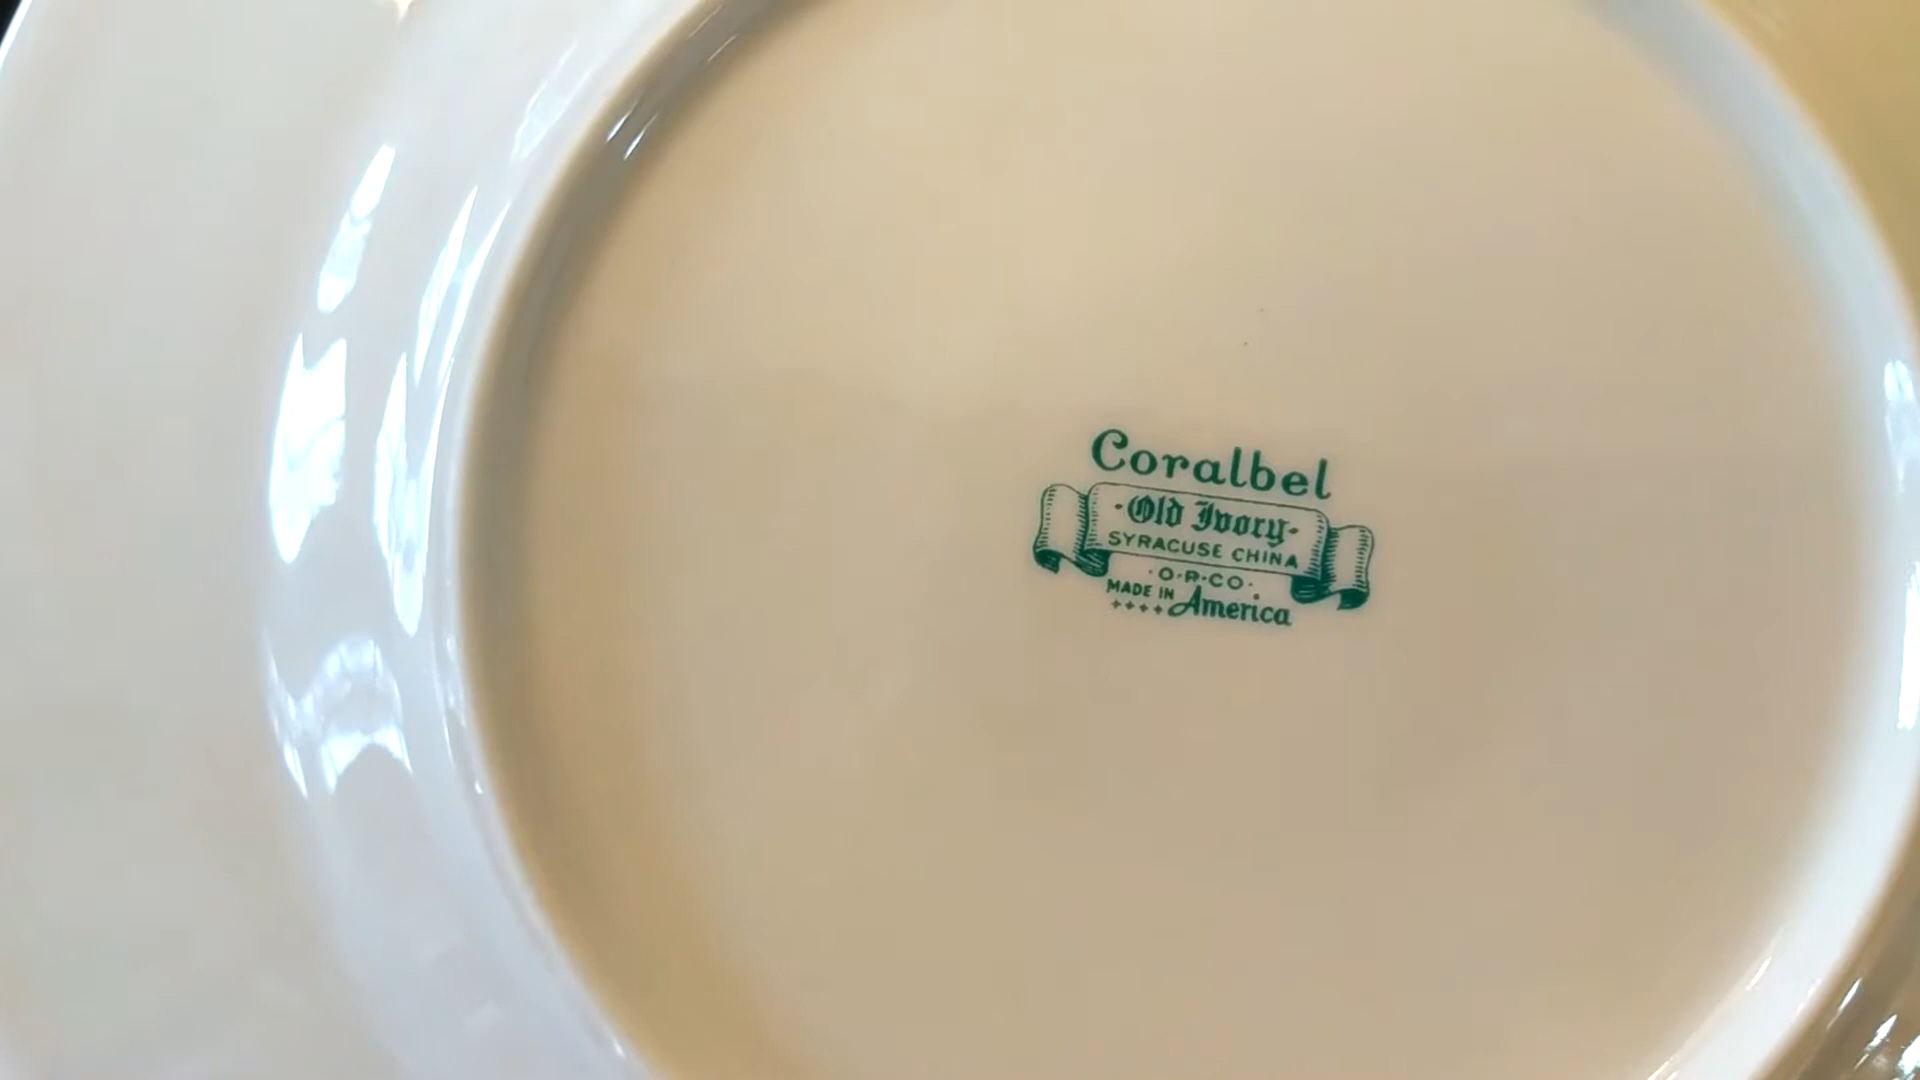 Coralbel
·Old Ivory·
SYRACUSE CHINA
·O·P·CO·
MADE IN
++++ America